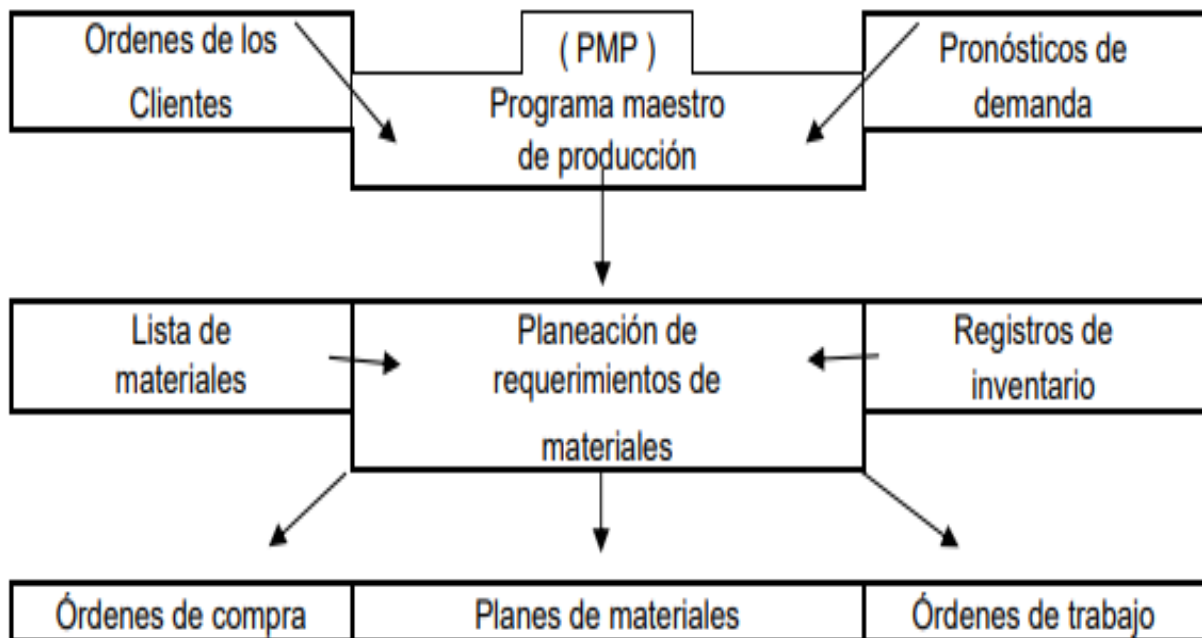 Ordenes de los
Clientes
( PMP )
Programa maestro
de producción
Pronósticos de
demanda
Lista de
materiales
Planeación de
requerimientos de
materiales
Registros de
inventario
Órdenes de compra
Planes de materiales
Órdenes de trabajo